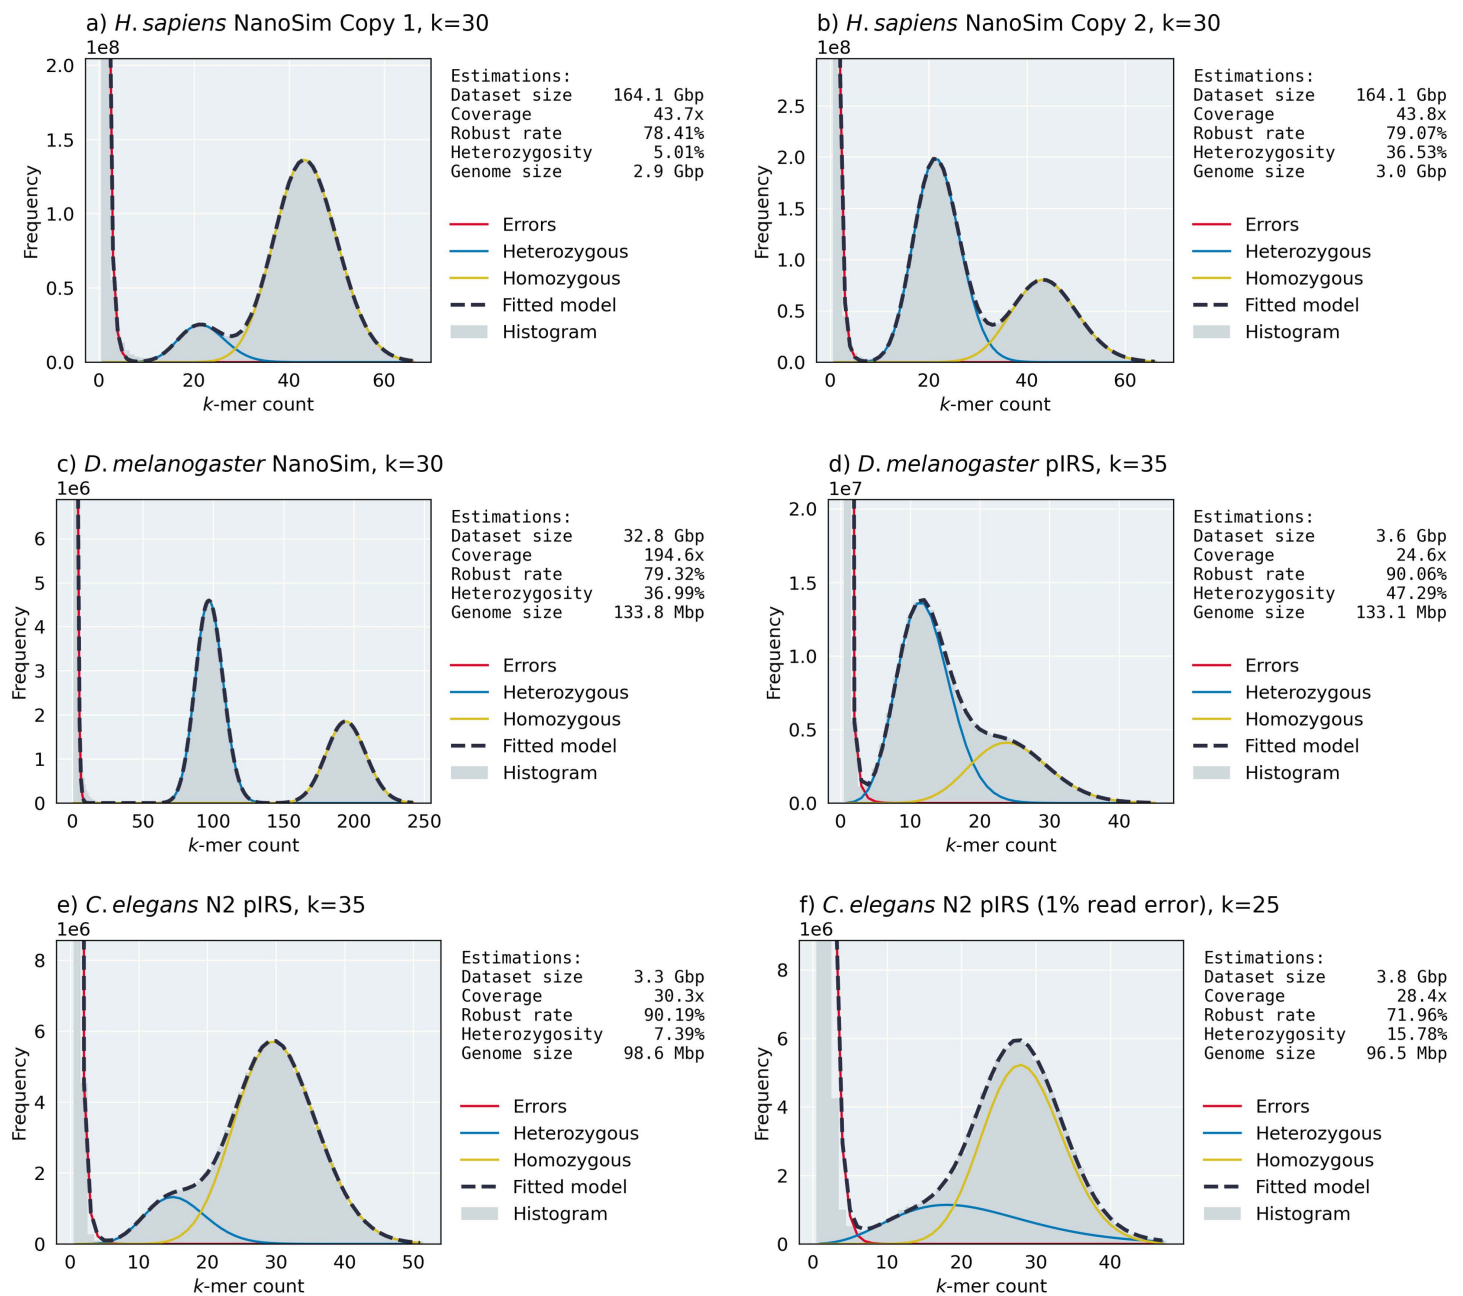 a) H. sapiens NanoSim Copy 1, k=30
1e8
2.0
1.5
1.0
0.5
0.0
Frequency
0 20 40 60
k-mer count
Estimations:
Dataset size 164.1 Gbp
Coverage 43.7x
Robust rate 78.41%
Heterozygosity 5.01%
Genome size 2.9 Gbp
Errors
Heterozygous
Homozygous
Fitted model
Histogram
b) H. sapiens NanoSim Copy 2, k=30
1e8
2.5
2.0
1.5
1.0
0.5
0.0
Frequency
0 20 40 60
k-mer count
Estimations:
Dataset size 164.1 Gbp
Coverage 43.8x
Robust rate 79.07%
Heterozygosity 36.53%
Genome size 3.0 Gbp
Errors
Heterozygous
Homozygous
Fitted model
Histogram
c) D. melanogaster NanoSim, k=30
1e6
6
5
4
3
2
1
0
Frequency
0 50 100 150 200 250
k-mer count
Estimations:
Dataset size 32.8 Gbp
Coverage 194.6x
Robust rate 79.32%
Heterozygosity 36.99%
Genome size 133.8 Mbp
Errors
Heterozygous
Homozygous
Fitted model
Histogram
d) D. melanogaster pIRS, k=35
1e7
2.0
1.5
1.0
0.5
0.0
Frequency
0 10 20 30 40
k-mer count
Estimations:
Dataset size 3.6 Gbp
Coverage 24.6x
Robust rate 90.06%
Heterozygosity 47.29%
Genome size 133.1 Mbp
Errors
Heterozygous
Homozygous
Fitted model
Histogram
e) C. elegans N2 pIRS, k=35
1e6
8
6
4
2
0
Frequency
0 10 20 30 40 50
k-mer count
Estimations:
Dataset size 3.3 Gbp
Coverage 30.3x
Robust rate 90.19%
Heterozygosity 7.39%
Genome size 98.6 Mbp
Errors
Heterozygous
Homozygous
Fitted model
Histogram
f) C. elegans N2 pIRS (1% read error), k=25
1e6
8
6
4
2
0
Frequency
0 10 20 30 40
k-mer count
Estimations:
Dataset size 3.8 Gbp
Coverage 28.4x
Robust rate 71.96%
Heterozygosity 15.78%
Genome size 96.5 Mbp
Errors
Heterozygous
Homozygous
Fitted model
Histogram